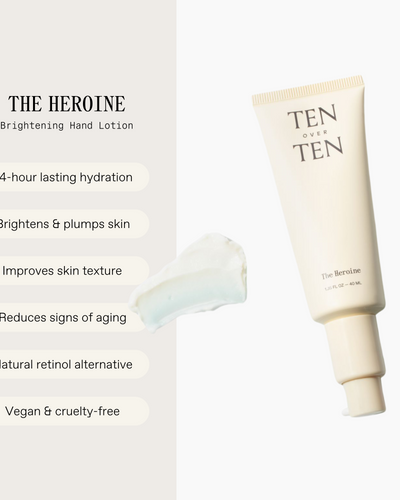 THE HEROINE
Brightening Hand Lotion
4-hour lasting hydration
Brightens & plumps skin
Improves skin texture
Reduces signs of aging
Natural retinol alternative
Vegan & cruelty-free
TEN
OVER
TEN
The Heroine